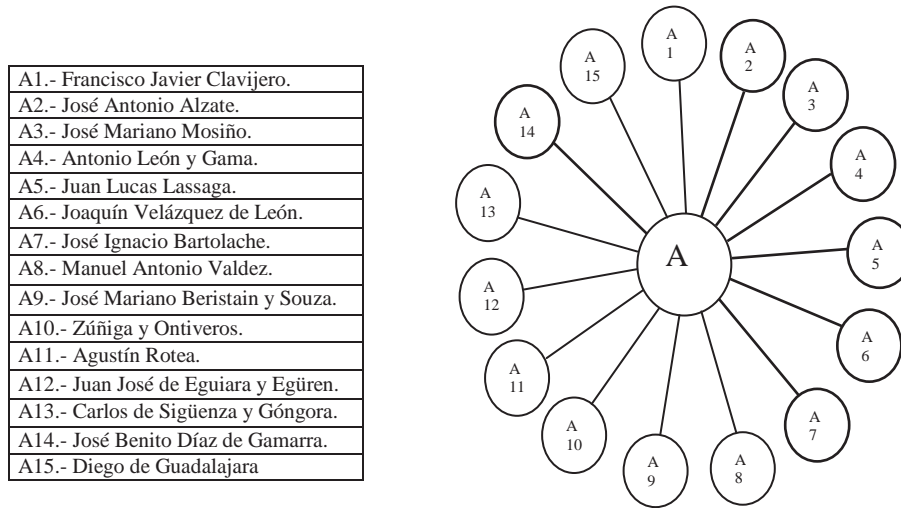 A1.- Francisco Javier Clavijero.
A2.- José Antonio Alzate.
A3.- José Mariano Mosiño.
A4.- Antonio León y Gama.
A5.- Juan Lucas Lassaga.
A6.- Joaquín Velázquez de León.
A7.- José Ignacio Bartolache.
A8.- Manuel Antonio Valdez.
A9.- José Mariano Beristain y Souza.
A10.- Zúñiga y Ontiveros.
A11.- Agustín Rotea.
A12.- Juan José de Eguiara y Egüren.
A13.- Carlos de Sigüenza y Góngora.
A14.- José Benito Díaz de Gamarra.
A15.- Diego de Guadalajara
A
A
1
A
2
A
3
A
4
A
5
A
6
A
7
A
8
A
9
A
10
A
11
A
12
A
13
A
14
A
15